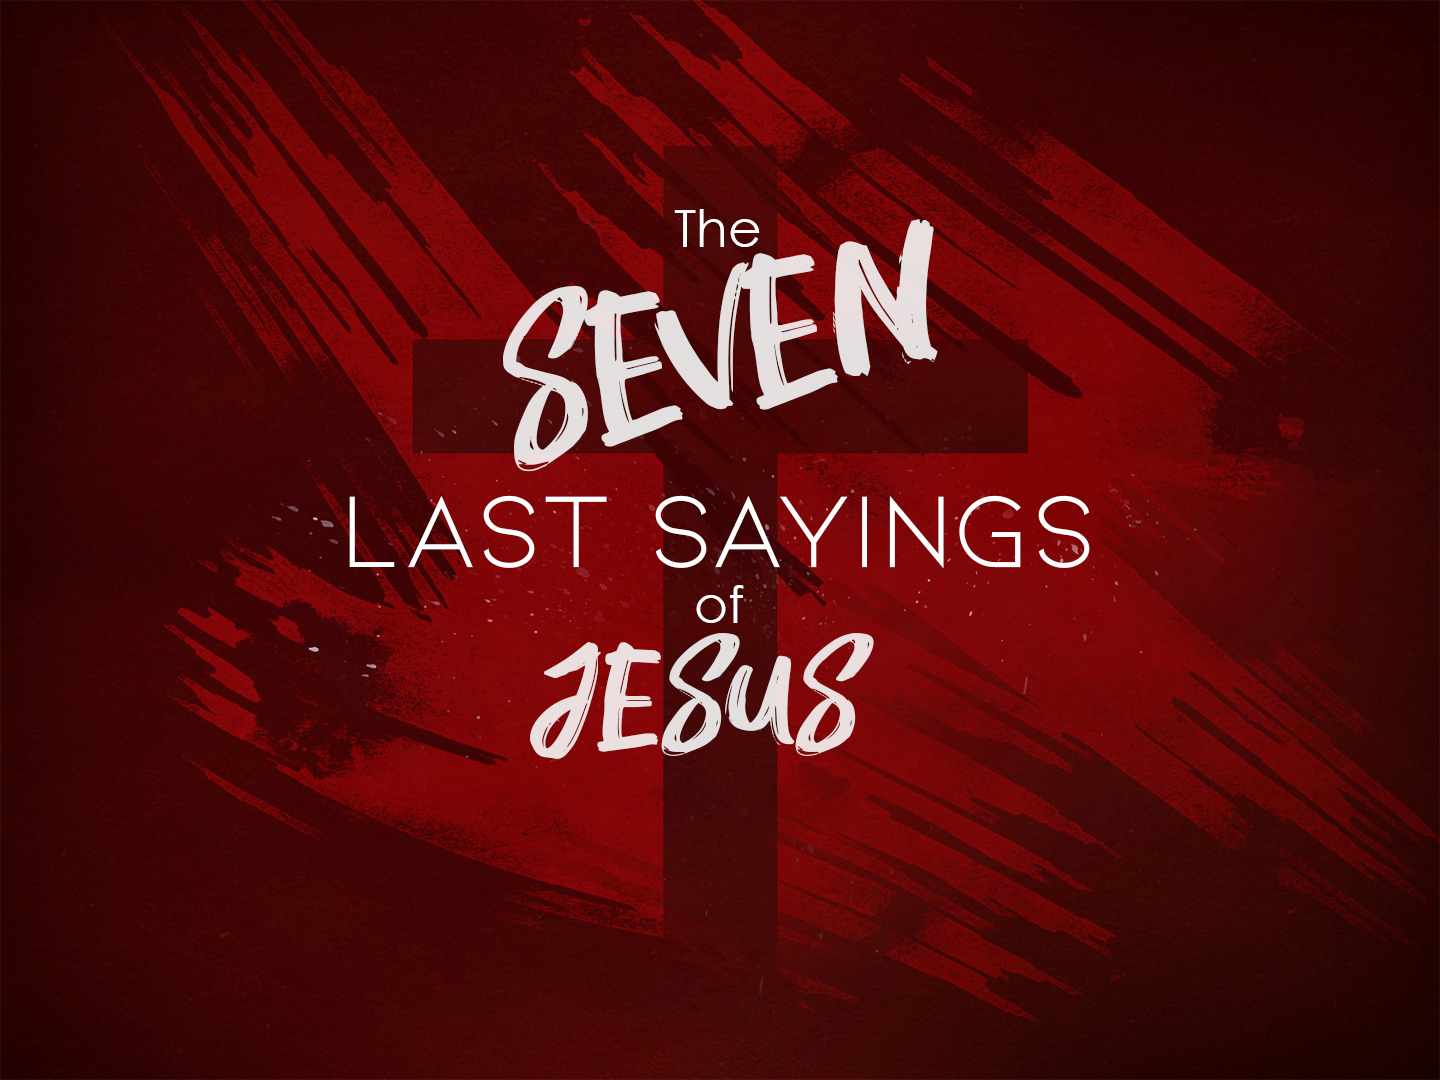 The
SEVEN
LAST SAYINGS
of
JESUS